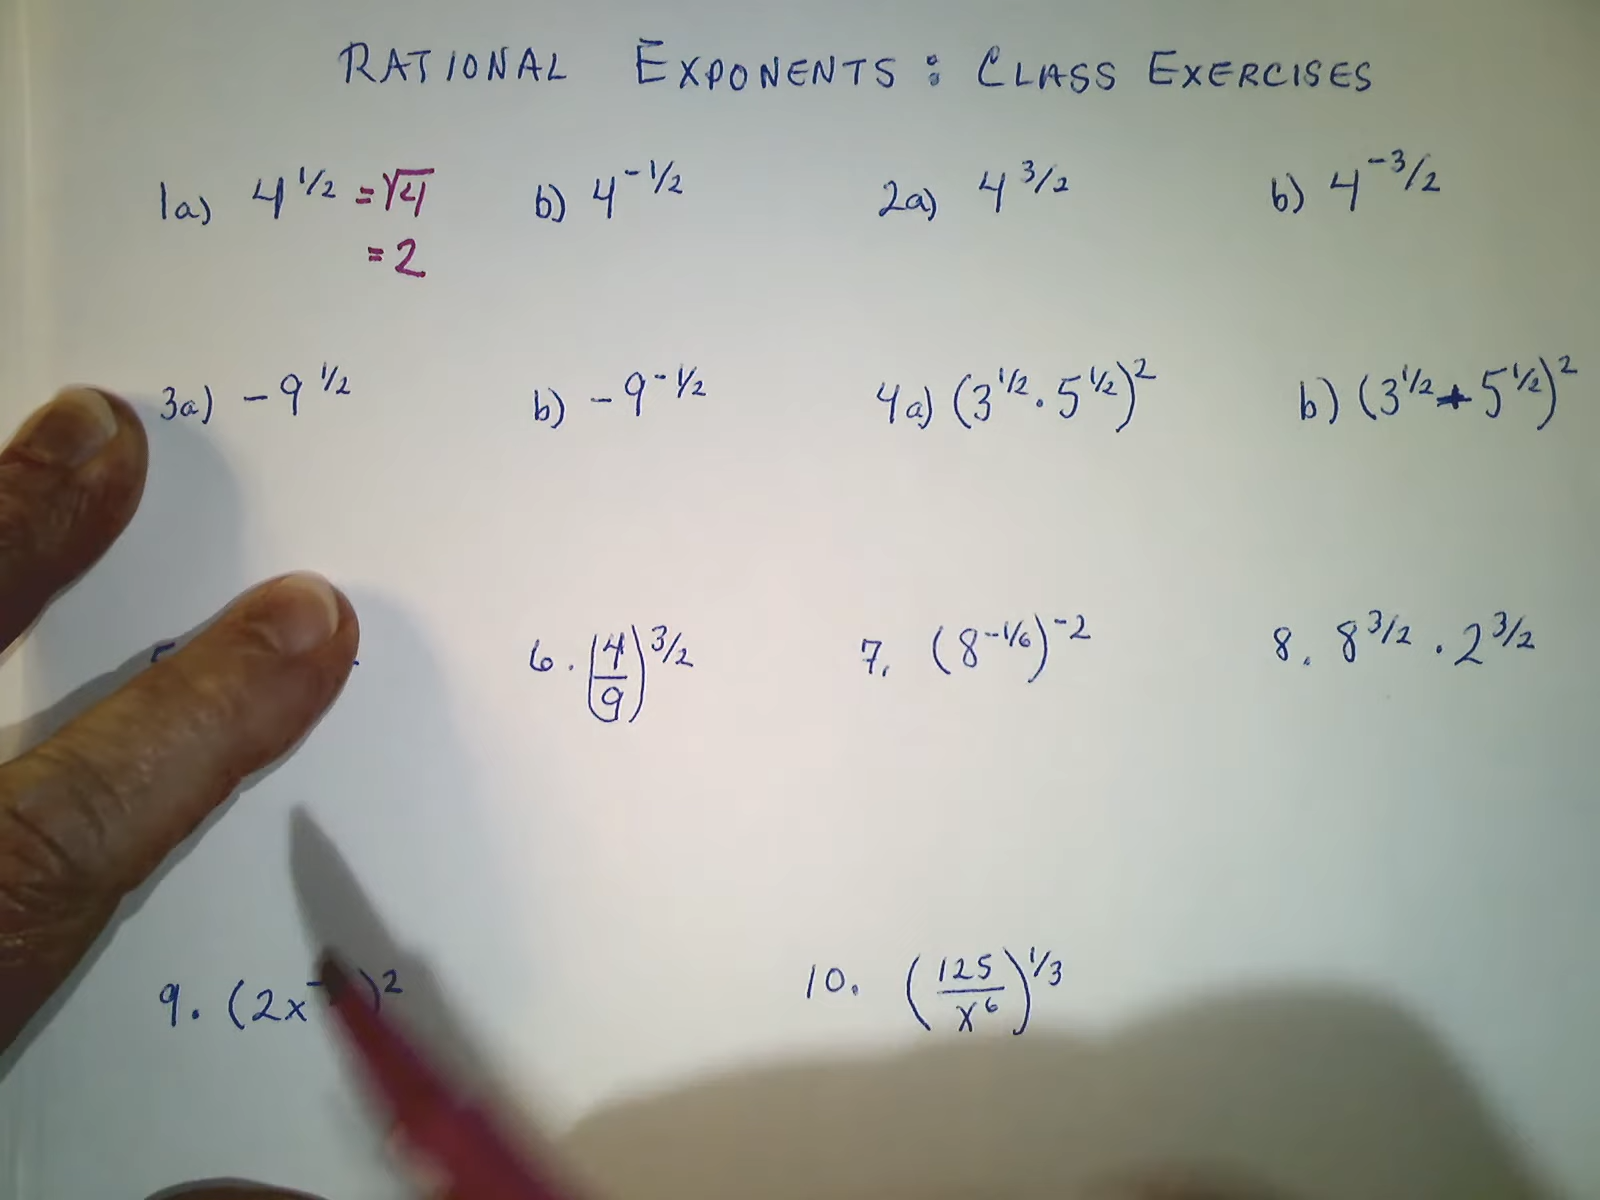 RATIONAL EXPONENTS : CLASS EXERCISES
1a) 4^1/2 = √4 b) 4^-1/2 2a) 4^3/2 b) 4^-3/2
= 2
3a) -9^1/2 b) -9^-1/2 4a) (3^1/2 · 5^1/2)^2 b) (3^1/2 + 5^1/2)^2
6. (4/9)^3/2 7. (8^-1/6)^-2 8. 8^3/2 · 2^3/2
9. (2x^- )^2 10. (125/x^6)^1/3